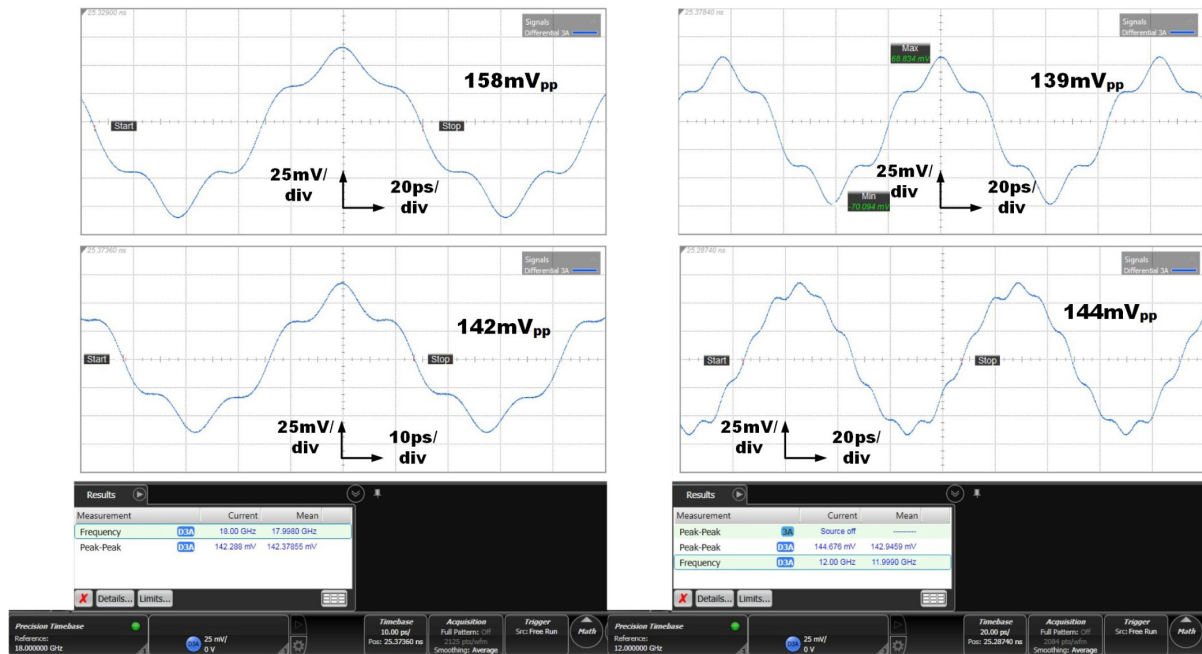 25.32900 ns
Signals
Differential 3A
158mVpp
Start
Stop
25mV/
div
20ps/
div
25.37840 ns
Signals
Differential 3A
Max
68.834 mV
139mVpp
25mV/
div
20ps/
div
Min
-70.094 mV
25.37360 ns
Signals
Differential 3A
142mVpp
Start
Stop
25mV/
div
10ps/
div
25.28740 ns
Signals
Differential 3A
144mVpp
Start
Stop
25mV/
div
20ps/
div
Results
Measurement Current Mean
Frequency D3A 18.00 GHz 17.9980 GHz
Peak-Peak D3A 142.288 mV 142.37855 mV
Details... Limits...
Precision Timebase
Reference:
18.000000 GHz
D3A 25 mV/
0 V
Timebase
10.00 ps/
Pos: 25.37360 ns
Acquisition
Full Pattern: Off
2125 pts/wfm
Smoothing: Average
Trigger
Src: Free Run
Math
Results
Measurement Current Mean
Peak-Peak 3A Source off --------
Peak-Peak D3A 144.676 mV 142.9459 mV
Frequency D3A 12.00 GHz 11.9990 GHz
Details... Limits...
Precision Timebase
Reference:
12.000000 GHz
D3A 25 mV/
0 V
Timebase
20.00 ps/
Pos: 25.28740 ns
Acquisition
Full Pattern: Off
2084 pts/wfm
Smoothing: Average
Trigger
Src: Free Run
Math